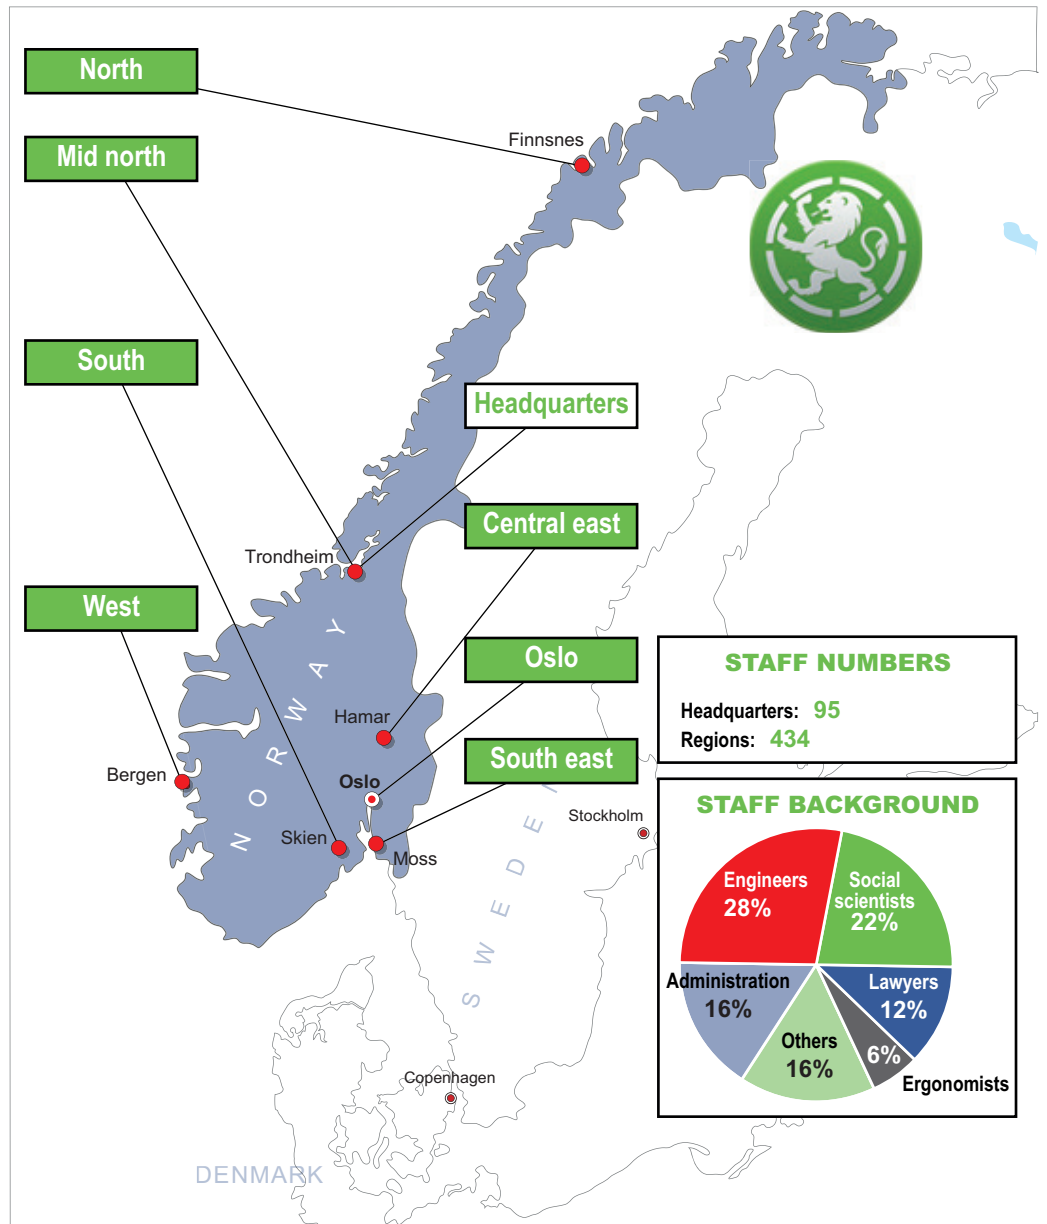 North
Finnsnes
Mid north
South
Headquarters
Central east
Trondheim
West
Oslo
NORWAY
Hamar
South east
Bergen
Oslo
Skien
Moss
SWEDEN
Stockholm
Copenhagen
DENMARK
STAFF NUMBERS
Headquarters: 95
Regions: 434
STAFF BACKGROUND
Engineers
28%
Social
scientists
22%
Administration
16%
Lawyers
12%
Others
16%
6%
Ergonomists